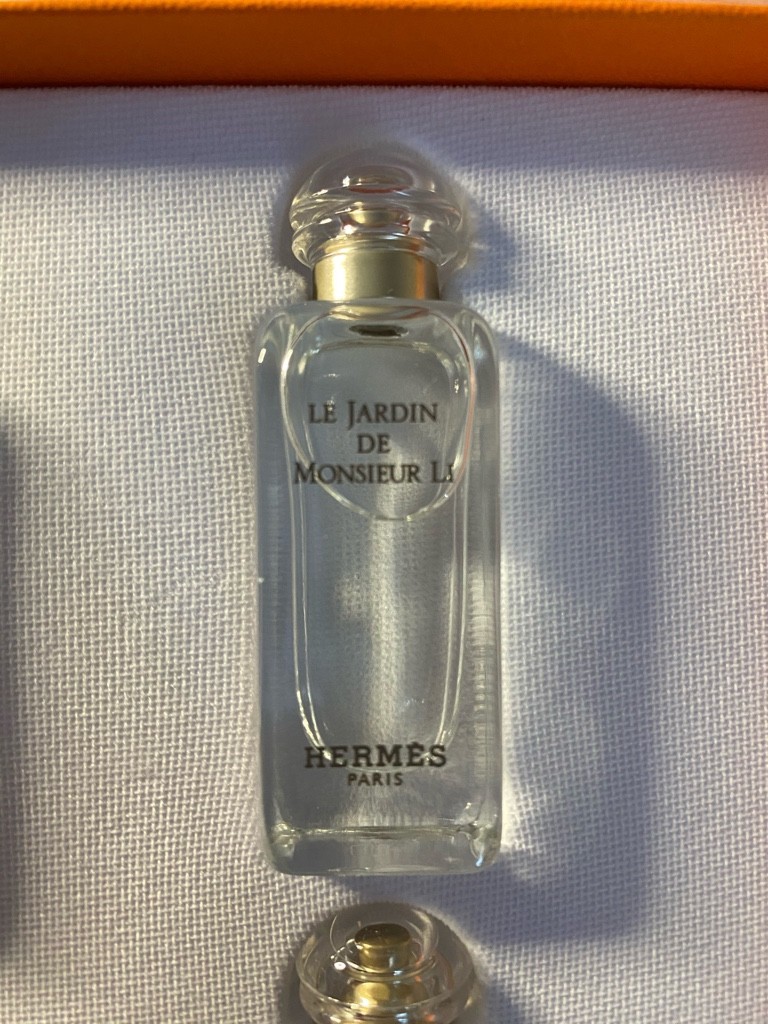 LE JARDIN
DE
MONSIEUR LI
HERMÈS
PARIS